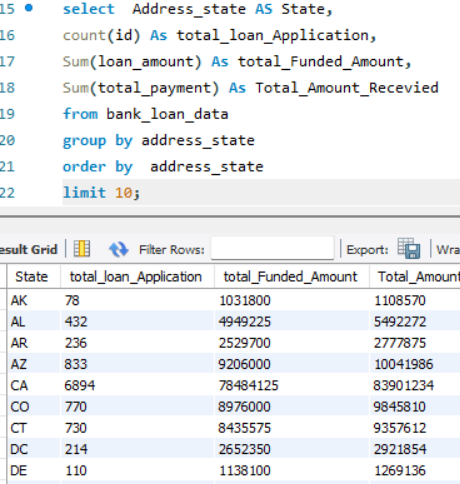 15 select Address_state AS State,
16 count(id) As total_loan_Application,
17 Sum(loan_amount) As total_Funded_Amount,
18 Sum(total_payment) As Total_Amount_Recevied
19 from bank_loan_data
20 group by address_state
21 order by address_state
22 limit 10;
esult Grid Filter Rows: Export: Wra
State total_loan_Application total_Funded_Amount Total_Amount
AK 78 1031800 1108570
AL 432 4949225 5492272
AR 236 2529700 2777875
AZ 833 9206000 10041986
CA 6894 78484125 83901234
CO 770 8976000 9845810
CT 730 8435575 9357612
DC 214 2652350 2921854
DE 110 1138100 1269136